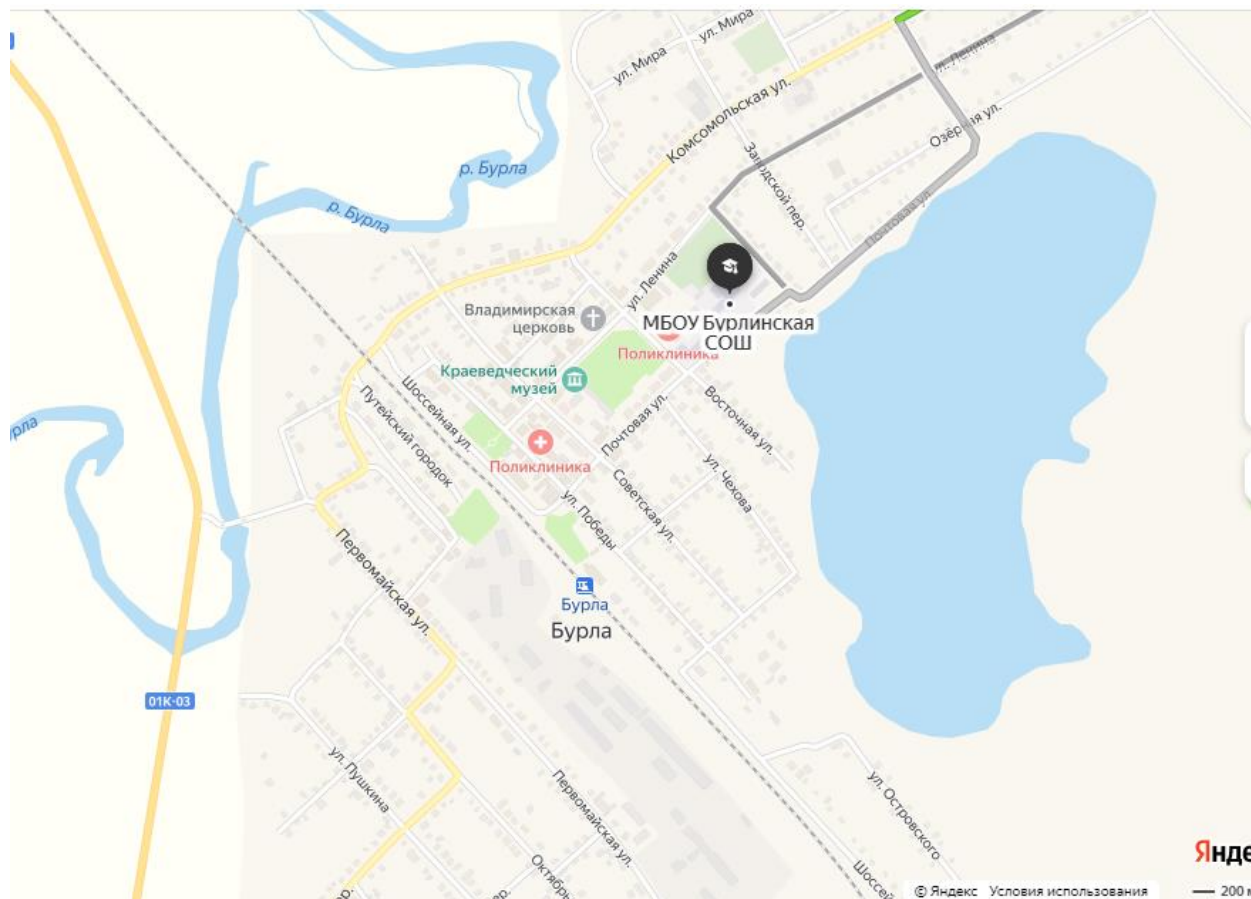 ул. Мира
ул. Мира
ул. Ленина
Комсомольская ул.
Озёрная ул.
Заводской пер.
р. Бурла
р. Бурла
Почтовая ул.
ул. Ленина
Владимирская
церковь
МБОУ Бурлинская
СОШ
Поликлиника
Краеведческий
музей
Шоссейная ул.
Путейский городок
Восточная ул.
Почтовая ул.
Поликлиника
ул. Чехова
Советская ул.
ул. Победы
Первомайская ул.
Бурла
Бурла
01К-03
ул. Пушкина
Первомайская ул.
ул. Островского
Яндe
© Яндекс Условия использования
200 м